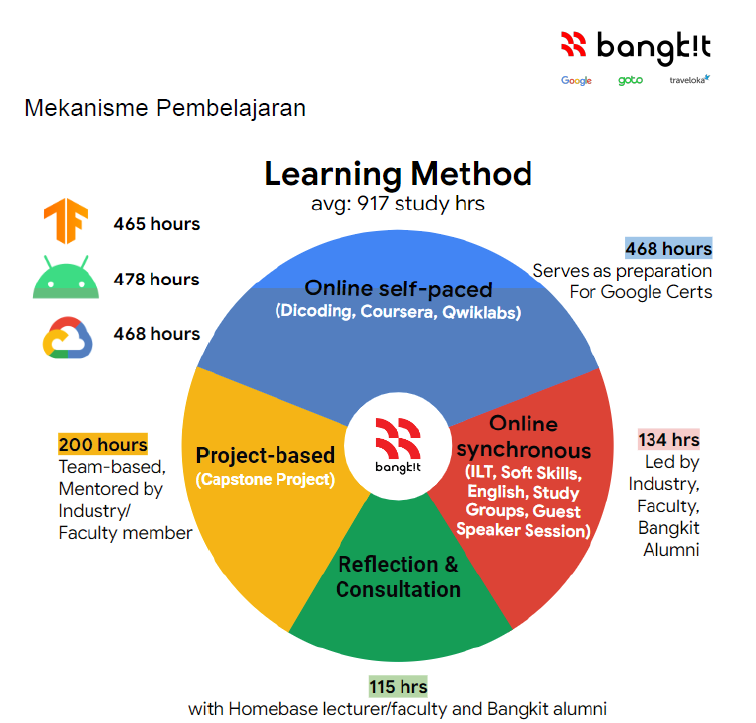 bangk!t
Google goto traveloka
Mekanisme Pembelajaran
Learning Method
avg: 917 study hrs
465 hours
478 hours
468 hours
468 hours
Serves as preparation
For Google Certs
Online self-paced
(Dicoding, Coursera, Qwiklabs)
200 hours
Team-based,
Mentored by
Industry/
Faculty member
Project-based
(Capstone Project)
bangk!t
Online
synchronous
(ILT, Soft Skills,
English, Study
Groups, Guest
Speaker Session)
134 hrs
Led by
Industry,
Faculty,
Bangkit
Alumni
Reflection &
Consultation
115 hrs
with Homebase lecturer/faculty and Bangkit alumni